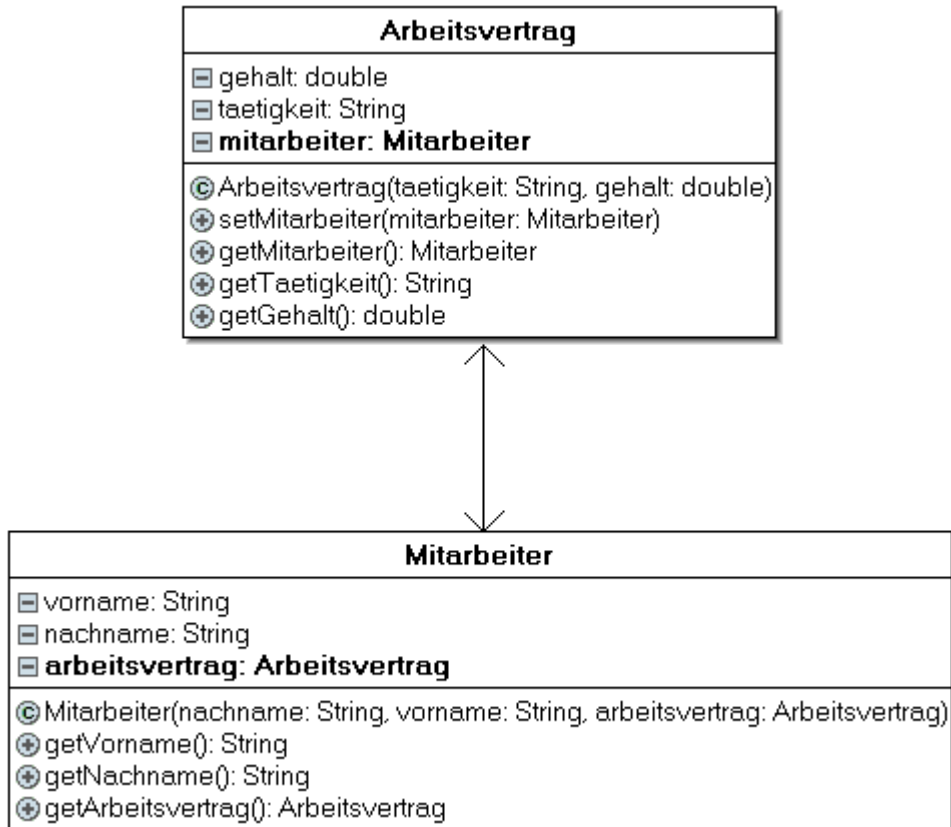 Arbeitsvertrag
gehalt: double
taetigkeit: String
mitarbeiter: Mitarbeiter
Arbeitsvertrag(taetigkeit: String, gehalt: double)
setMitarbeiter(mitarbeiter: Mitarbeiter)
getMitarbeiter(): Mitarbeiter
getTaetigkeit(): String
getGehalt(): double
Mitarbeiter
vorname: String
nachname: String
arbeitsvertrag: Arbeitsvertrag
Mitarbeiter(nachname: String, vorname: String, arbeitsvertrag: Arbeitsvertrag)
getVorname(): String
getNachname(): String
getArbeitsvertrag(): Arbeitsvertrag